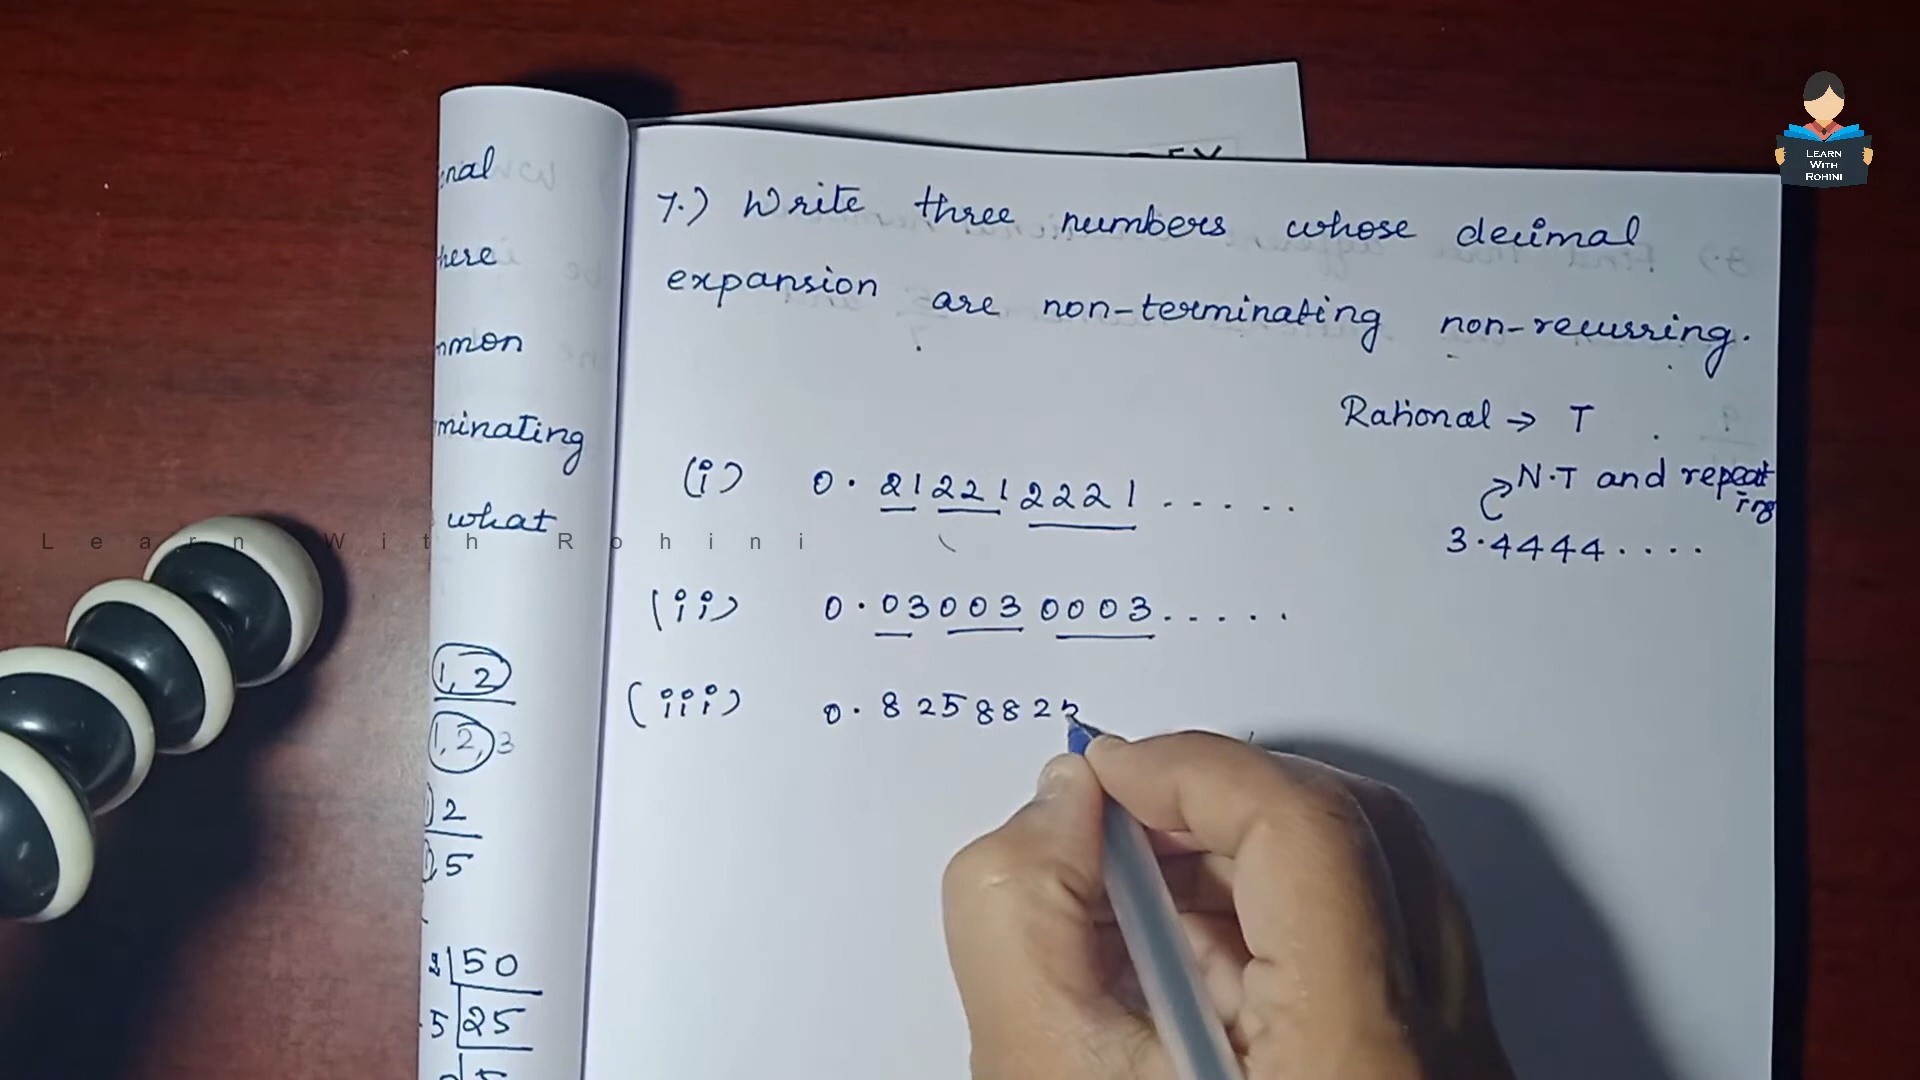 onal
here
mmon
minating
what
1, 2
1, 2, 3
2
5
2 50
5 25
5
7.) Write three numbers whose decimal
expansion are non-terminating non-recurring.
Rational → T
N.T and repeating
3.4444....
(i) 0.212212221.....
(ii) 0.030030003.....
(iii) 0.825882
Learn With Rohini
LEARN
WITH
ROHINI